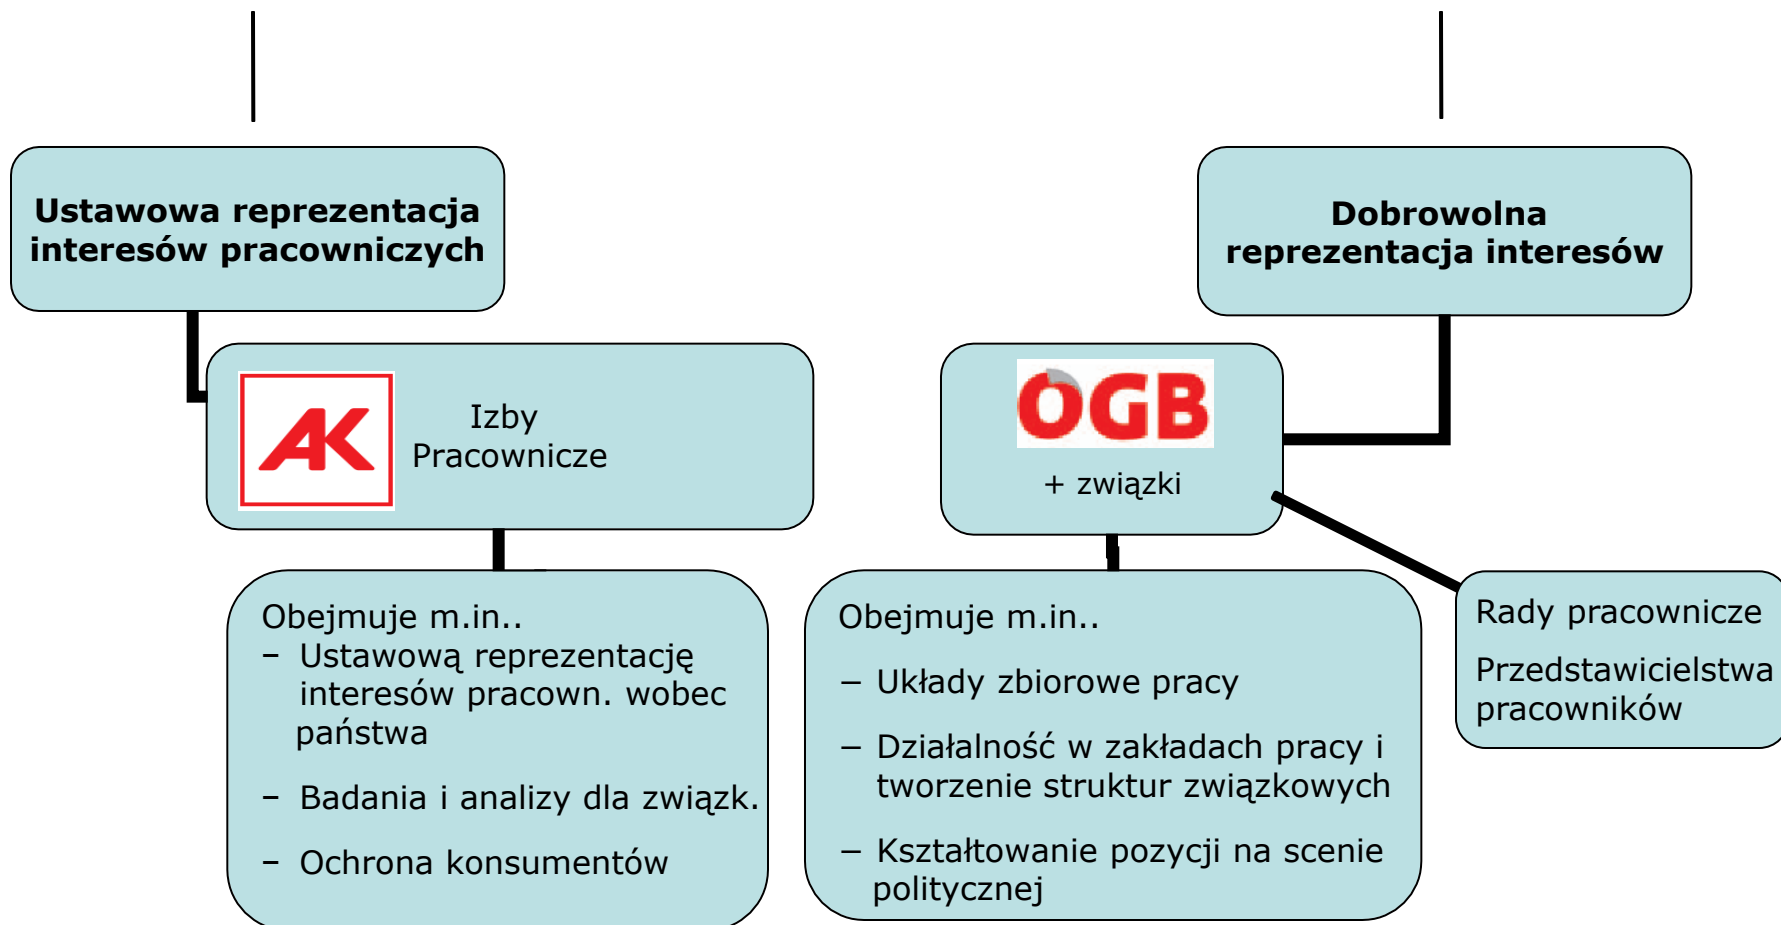 Ustawowa reprezentacja
interesów pracowniczych
Dobrowolna
reprezentacja interesów
AK
Izby
Pracownicze
ÖGB
+ związki
Obejmuje m.in..
– Ustawową reprezentację
interesów pracown. wobec
państwa
– Badania i analizy dla związk.
– Ochrona konsumentów
Obejmuje m.in..
– Układy zbiorowe pracy
– Działalność w zakładach pracy i
tworzenie struktur związkowych
– Kształtowanie pozycji na scenie
politycznej
Rady pracownicze
Przedstawicielstwa
pracowników